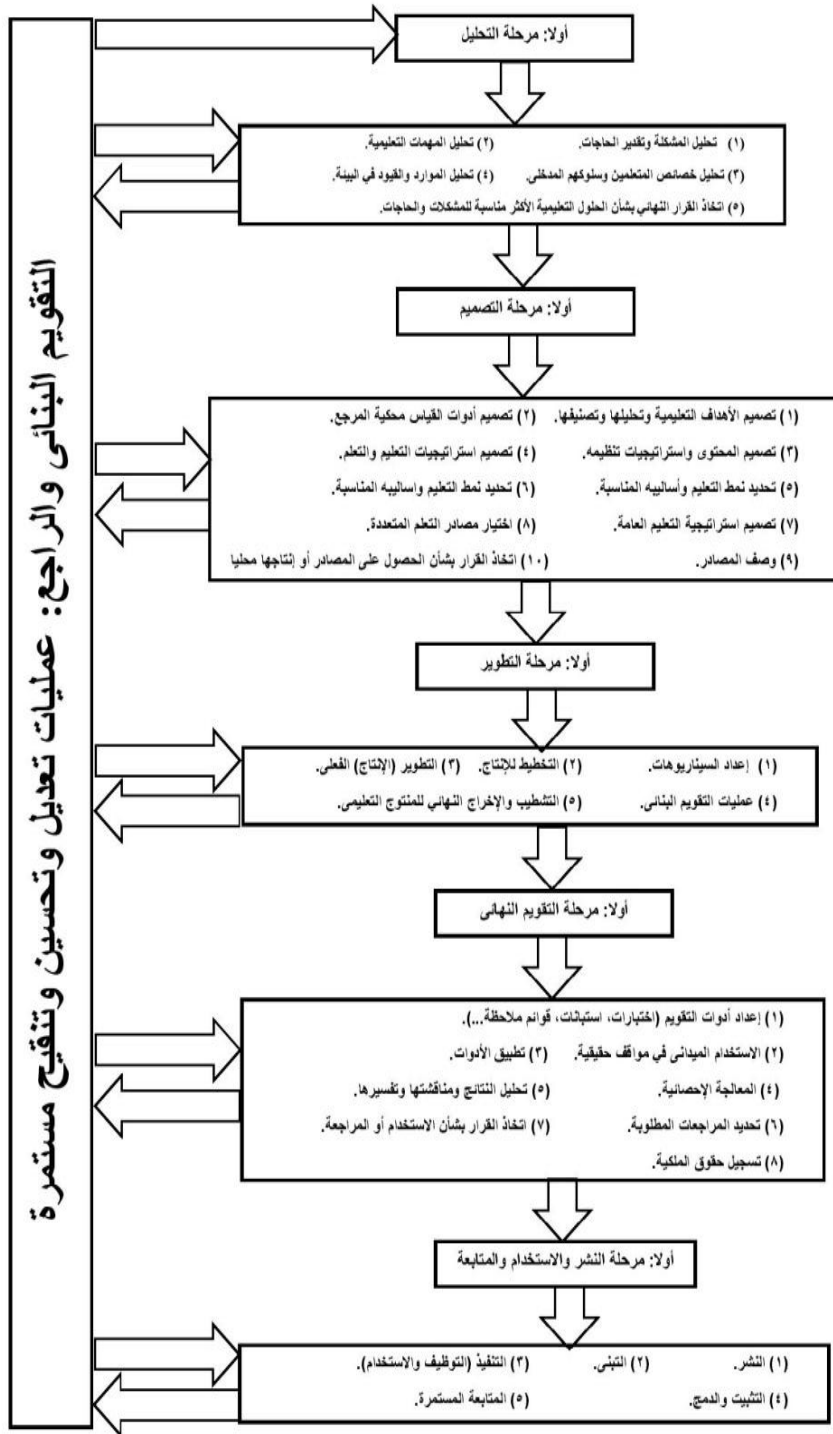 أولا: مرحلة التحليل
(١) تحليل المشكلة وتقدير الحاجات. (٢) تحليل المهمات التعليمية.
(٣) تحليل خصائص المتعلمين وسلوكهم المدخلى. (٤) تحليل الموارد والقيود في البيئة.
(٥) اتخاذ القرار النهائي بشأن الحلول التعليمية الأكثر مناسبة للمشكلات والحاجات.
أولا: مرحلة التصميم
(١) تصميم الأهداف التعليمية وتحليلها وتصنيفها. (٢) تصميم أدوات القياس محكية المرجع.
(٣) تصميم المحتوى واستراتيجيات تنظيمه. (٤) تصميم استراتيجيات التعليم والتعلم.
(٥) تحديد نمط التعليم وأساليبه المناسبة. (٦) تحديد نمط التعليم واساليبه المناسبة.
(٧) تصميم استراتيجية التعليم العامة. (٨) اختيار مصادر التعلم المتعددة.
(٩) وصف المصادر. (١٠) اتخاذ القرار بشأن الحصول على المصادر أو إنتاجها محليا
أولا: مرحلة التطوير
(١) إعداد السيناريوهات. (٢) التخطيط للإنتاج. (٣) التطوير (الإنتاج) الفعلى.
(٤) عمليات التقويم البنائى. (٥) التشطيب والإخراج النهائي للمنتوج التعليمى.
أولا: مرحلة التقويم النهائى
(١) إعداد أدوات التقويم (اختبارات، استبانات، قوائم ملاحظة...).
(٢) الاستخدام الميدانى في مواقف حقيقية. (٣) تطبيق الأدوات.
(٤) المعالجة الإحصائية. (٥) تحليل النتائج ومناقشتها وتفسيرها.
(٦) تحديد المراجعات المطلوبة. (٧) اتخاذ القرار بشأن الاستخدام أو المراجعة.
(٨) تسجيل حقوق الملكية.
أولا: مرحلة النشر والاستخدام والمتابعة
(١) النشر. (٢) التبنى. (٣) التنفيذ (التوظيف والاستخدام).
(٤) التثبيت والدمج. (٥) المتابعة المستمرة.
التقويم البنائى والراجع: عمليات تعديل وتحسين وتنقيح مستمرة